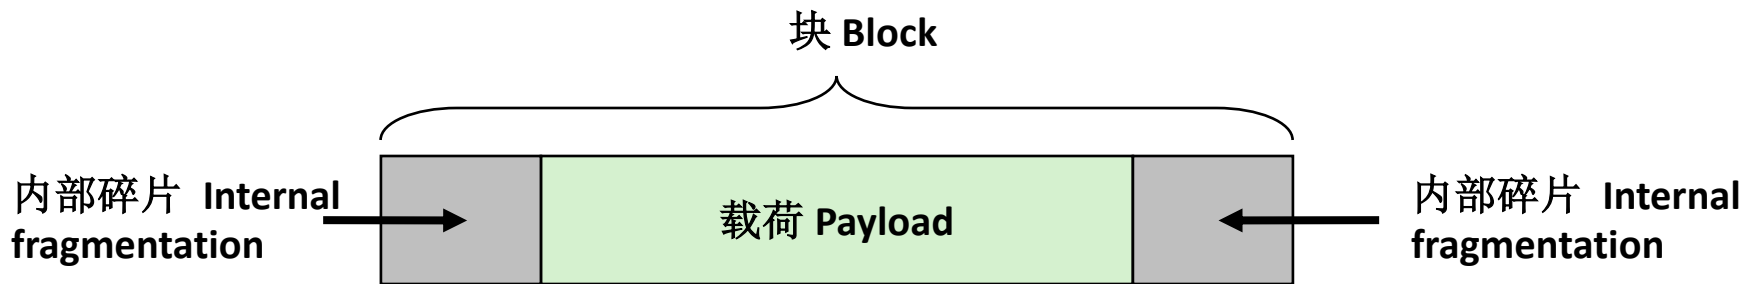 块 Block
内部碎片 Internal
fragmentation
载荷 Payload
内部碎片 Internal
fragmentation